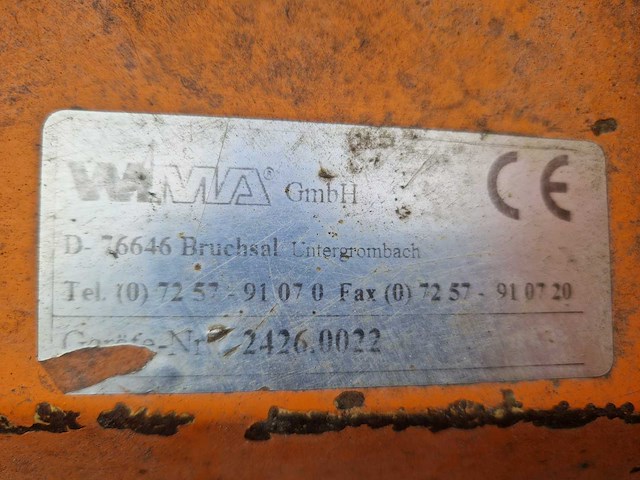 WIMA® GmbH CE
D- 76646 Bruchsal Untergrombach
Tel. (0) 72 57 - 91 07 0 Fax (0) 72 57 - 91 07 20
Geräte-Nr. 2426.0022